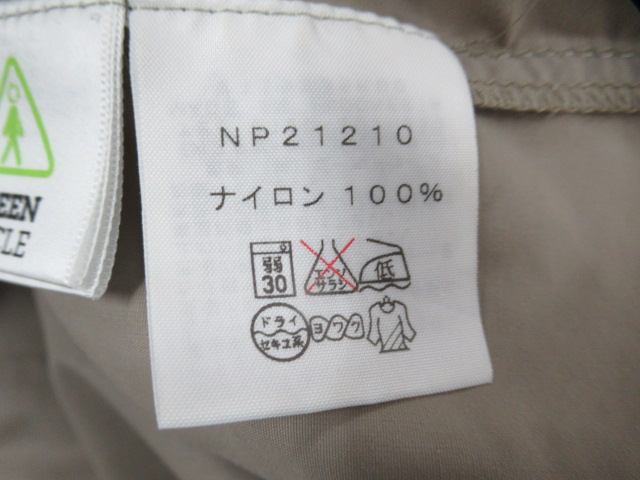 EEN
CLE
NP21210
ナイロン 100%
弱
30
エンソ
サラシ
低
ドライ
セキユ系
ヨワク